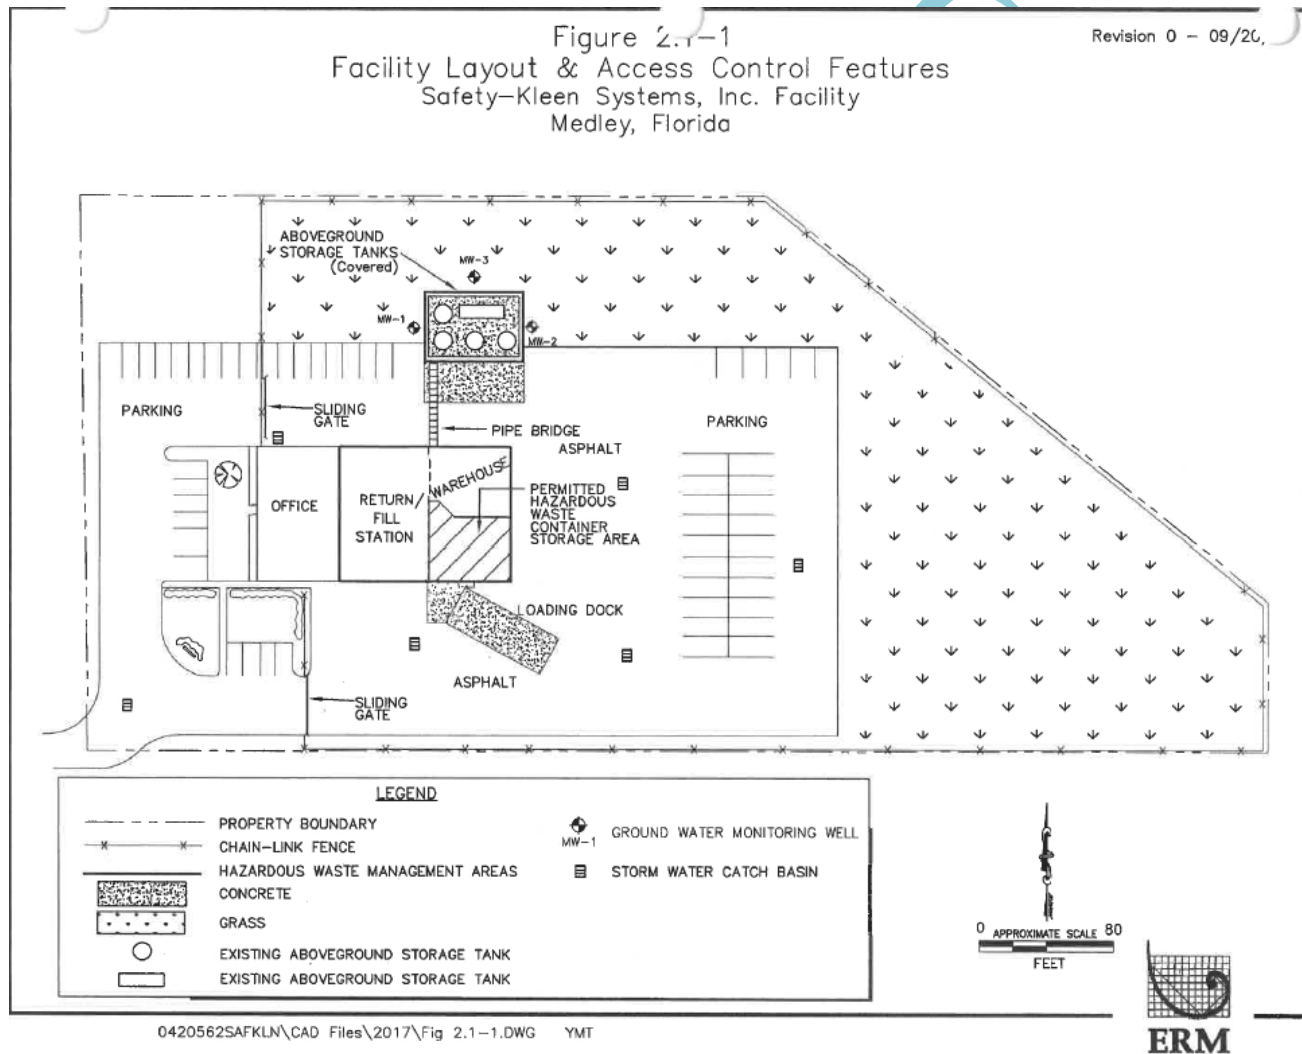 Figure 2.1-1
Revision 0 - 09/20
Facility Layout & Access Control Features
Safety-Kleen Systems, Inc. Facility
Medley, Florida
ABOVEGROUND
STORAGE TANKS
(Covered)
MW-3
MW-1
MW-2
PARKING
SLIDING
GATE
PIPE BRIDGE
ASPHALT
PARKING
OFFICE
RETURN/
FILL
STATION
WAREHOUSE
PERMITTED
HAZARDOUS
WASTE
CONTAINER
STORAGE AREA
LOADING DOCK
ASPHALT
SLIDING
GATE
LEGEND
PROPERTY BOUNDARY
CHAIN-LINK FENCE
HAZARDOUS WASTE MANAGEMENT AREAS
CONCRETE
GRASS
EXISTING ABOVEGROUND STORAGE TANK
EXISTING ABOVEGROUND STORAGE TANK
MW-1
GROUND WATER MONITORING WELL
STORM WATER CATCH BASIN
0 APPROXIMATE SCALE 80
FEET
ERM
0420562SAFKLN\CAD Files\2017\Fig 2.1-1.DWG YMT